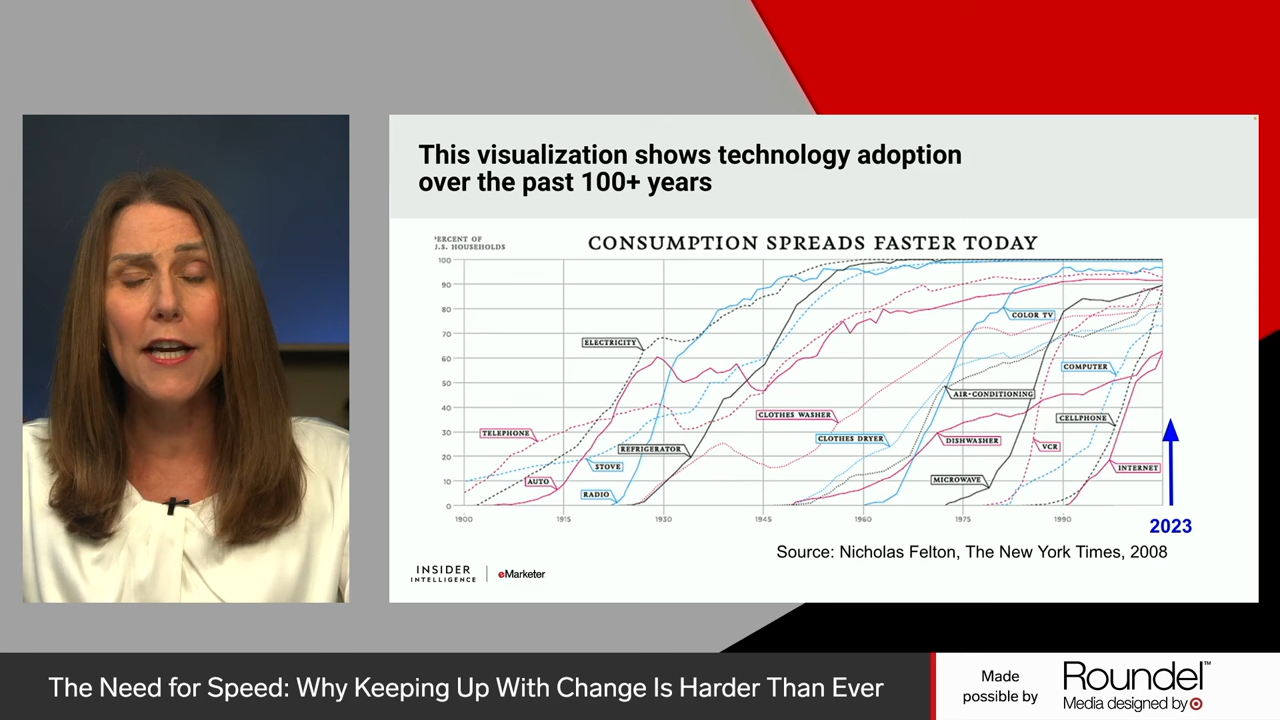 This visualization shows technology adoption
over the past 100+ years
PERCENT OF
U.S. HOUSEHOLDS
CONSUMPTION SPREADS FASTER TODAY
100
90
80
70
60
50
40
30
20
10
0
ELECTRICITY
TELEPHONE
AUTO
STOVE
RADIO
REFRIGERATOR
CLOTHES WASHER
CLOTHES DRYER
COLOR TV
AIR-CONDITIONING
DISHWASHER
MICROWAVE
COMPUTER
CELLPHONE
VCR
INTERNET
1900
1915
1930
1945
1960
1975
1990
2023
Source: Nicholas Felton, The New York Times, 2008
INSIDER
INTELLIGENCE
eMarketer
The Need for Speed: Why Keeping Up With Change Is Harder Than Ever
Made
possible by
Roundel™
Media designed by